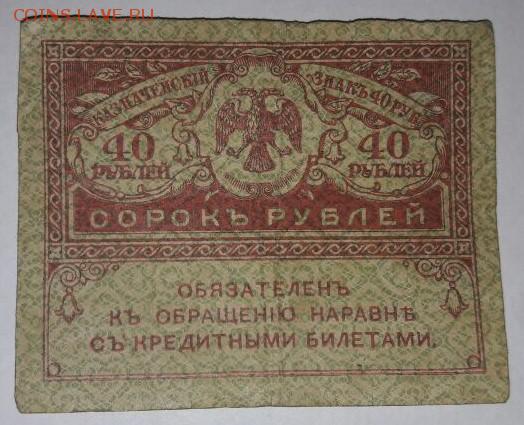 COINS.LAVE.RU
КАЗНАЧЕЙСКІЙ ЗНАКЪ 40 РУБ.
40 40
РУБЛЕЙ РУБЛЕЙ
СОРОКЪ РУБЛЕЙ
ОБЯЗАТЕЛЕНЪ
КЪ ОБРАЩЕНІЮ НАРАВНѢ
СЪ КРЕДИТНЫМИ БИЛЕТАМИ.